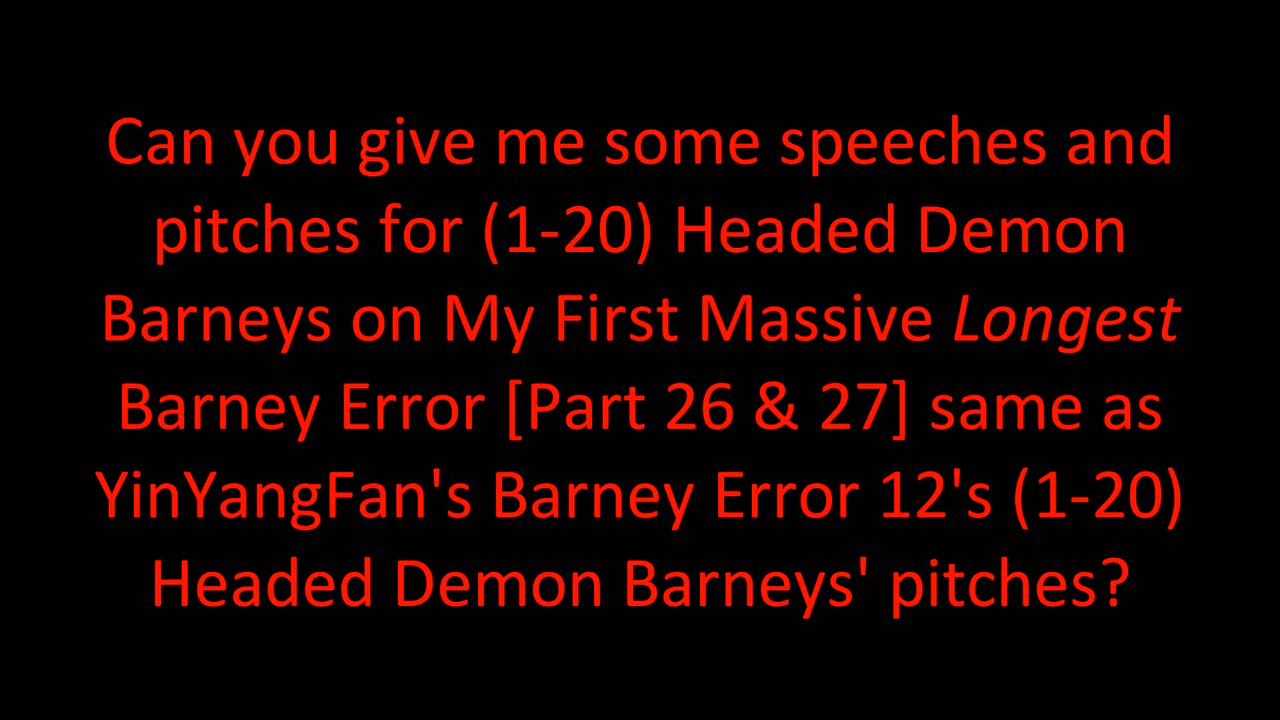 Can you give me some speeches and
pitches for (1-20) Headed Demon
Barneys on My First Massive Longest
Barney Error [Part 26 & 27] same as
YinYangFan's Barney Error 12's (1-20)
Headed Demon Barneys' pitches?